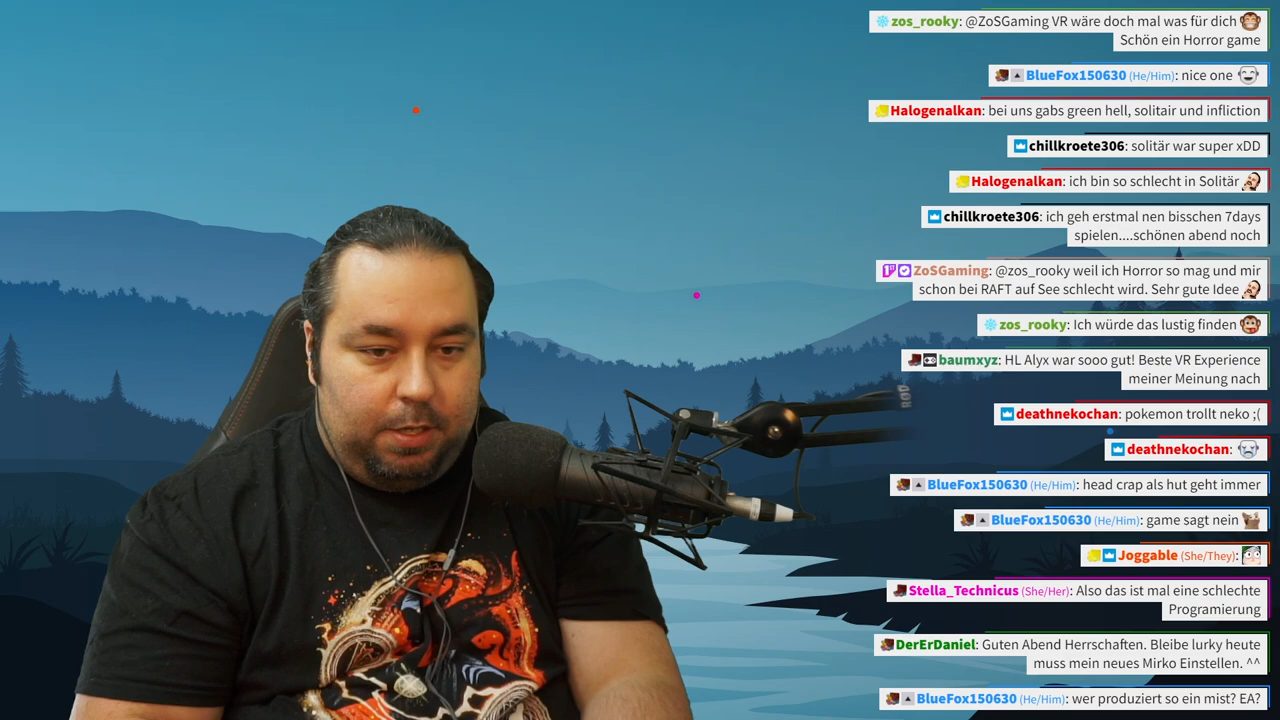 zos_rooky: @ZoSGaming VR wäre doch mal was für dich
Schön ein Horror game
BlueFox150630 (He/Him): nice one
Halogenalkan: bei uns gabs green hell, solitair und infliction
chillkroete306: solitär war super xDD
Halogenalkan: ich bin so schlecht in Solitär
chillkroete306: ich geh erstmal nen bisschen 7days
spielen....schönen abend noch
ZoSGaming: @zos_rooky weil ich Horror so mag und mir
schon bei RAFT auf See schlecht wird. Sehr gute Idee
zos_rooky: Ich würde das lustig finden
baumxyz: HL Alyx war sooo gut! Beste VR Experience
meiner Meinung nach
deathnekochan: pokemon trollt neko ;(
deathnekochan:
BlueFox150630 (He/Him): head crap als hut geht immer
BlueFox150630 (He/Him): game sagt nein
Joggable (She/They):
Stella_Technicus (She/Her): Also das ist mal eine schlechte
Programierung
DerErDaniel: Guten Abend Herrschaften. Bleibe lurky heute
muss mein neues Mirko Einstellen. ^^
BlueFox150630 (He/Him): wer produziert so ein mist? EA?